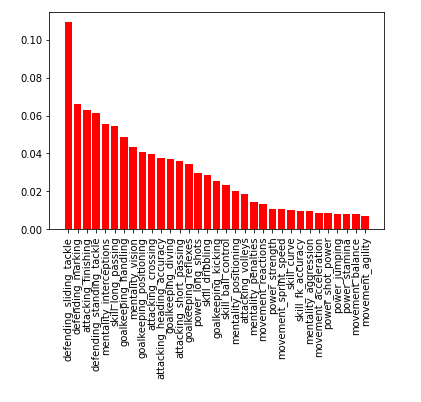 0.10
0.08
0.06
0.04
0.02
0.00
defending_sliding_tackle
defending_marking
attacking_finishing
defending_standing_tackle
mentality_interceptions
skill_long_passing
goalkeeping_handling
mentality_vision
goalkeeping_positioning
attacking_crossing
attacking_heading_accuracy
goalkeeping_diving
attacking_short_passing
goalkeeping_reflexes
power_long_shots
skill_dribbling
goalkeeping_kicking
skill_ball_control
mentality_positioning
attacking_volleys
mentality_penalties
movement_reactions
power_strength
movement_sprint_speed
skill_curve
skill_fk_accuracy
mentality_aggression
movement_acceleration
power_shot_power
power_jumping
power_stamina
movement_balance
movement_agility